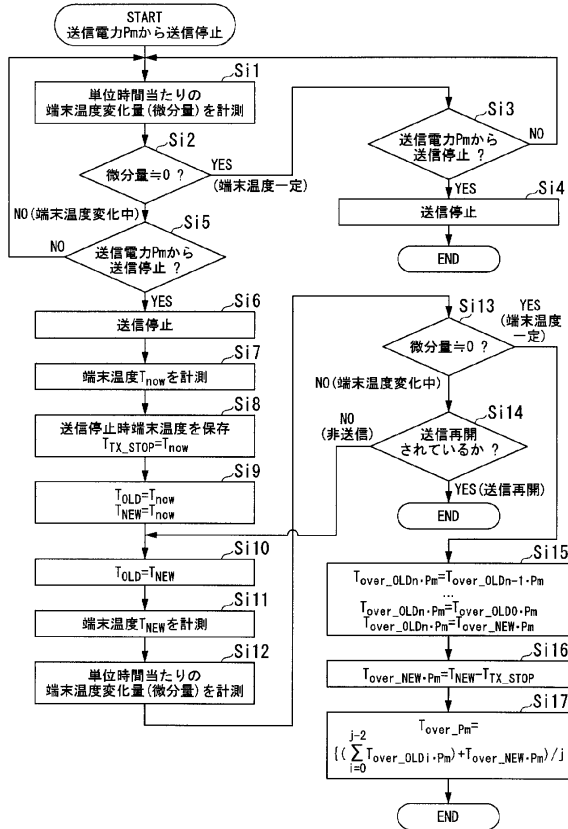 START
送信電力Pmから送信停止
Si1
単位時間当たりの
端末温度変化量(微分量)を計測
Si2
微分量≒0 ?
YES
(端末温度一定)
NO(端末温度変化中)
Si3
送信電力Pmから
送信停止 ?
NO
YES
Si4
送信停止
END
Si5
NO
送信電力Pmから
送信停止 ?
YES
Si6
送信停止
Si7
端末温度Tnowを計測
Si8
送信停止時端末温度を保存
TTX_STOP=Tnow
Si9
TOLD=Tnow
TNEW=Tnow
Si10
TOLD=TNEW
Si11
端末温度TNEWを計測
Si12
単位時間当たりの
端末温度変化量(微分量)を計測
Si13
微分量≒0 ?
YES
(端末温度
一定)
NO(端末温度変化中)
Si14
NO
(非送信)
送信再開
されているか ?
YES(送信再開)
END
Si15
Tover_OLDn・Pm=Tover_OLDn-1・Pm
...
Tover_OLDn・Pm=Tover_OLD0・Pm
Tover_OLDn・Pm=Tover_NEW・Pm
Si16
Tover_NEW・Pm=TNEW-TTX_STOP
Si17
Tover_Pm=
{(∑j-2i=0Tover_OLDi・Pm)+Tover_NEW・Pm)/j
END